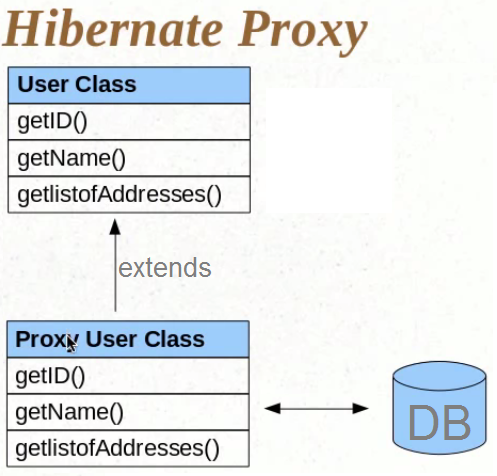 Hibernate Proxy
User Class
getID()
getName()
getlistofAddresses()
extends
Proxy User Class
getID()
getName()
getlistofAddresses()
DB